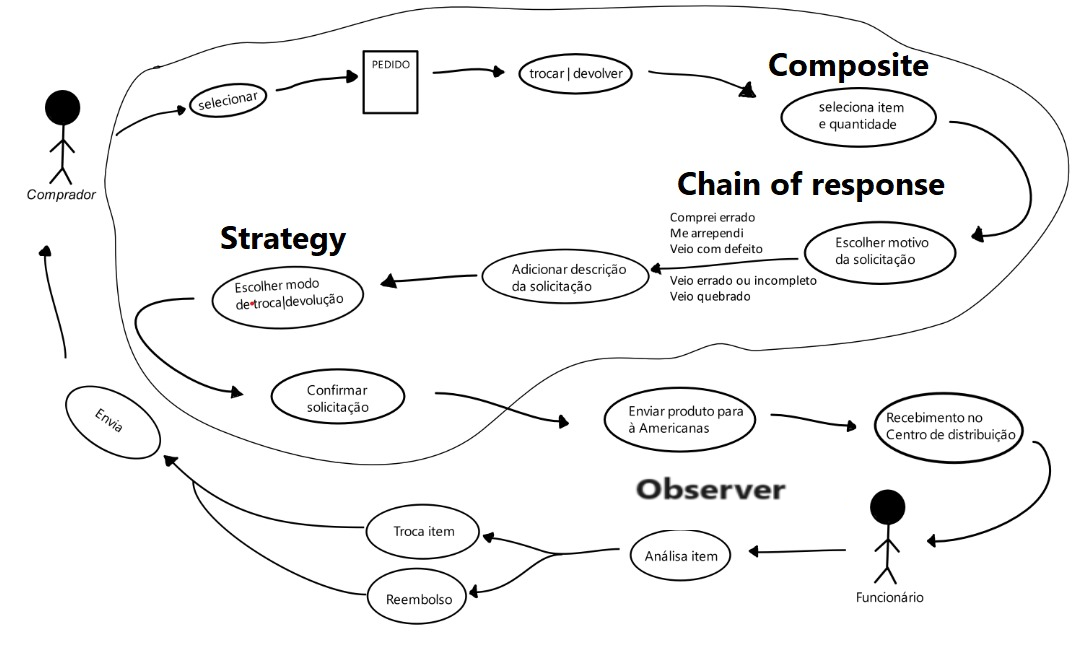 Composite
PEDIDO
selecionar
trocar | devolver
seleciona item
e quantidade
Comprador
Chain of response
Comprei errado
Me arrependi
Veio com defeito
Veio errado ou incompleto
Veio quebrado
Escolher motivo
da solicitação
Strategy
Adicionar descrição
da solicitação
Escolher modo
de troca|devolução
Confirmar
solicitação
Envia
Enviar produto para
à Americanas
Recebimento no
Centro de distribuição
Observer
Troca item
Análisa item
Reembolso
Funcionário